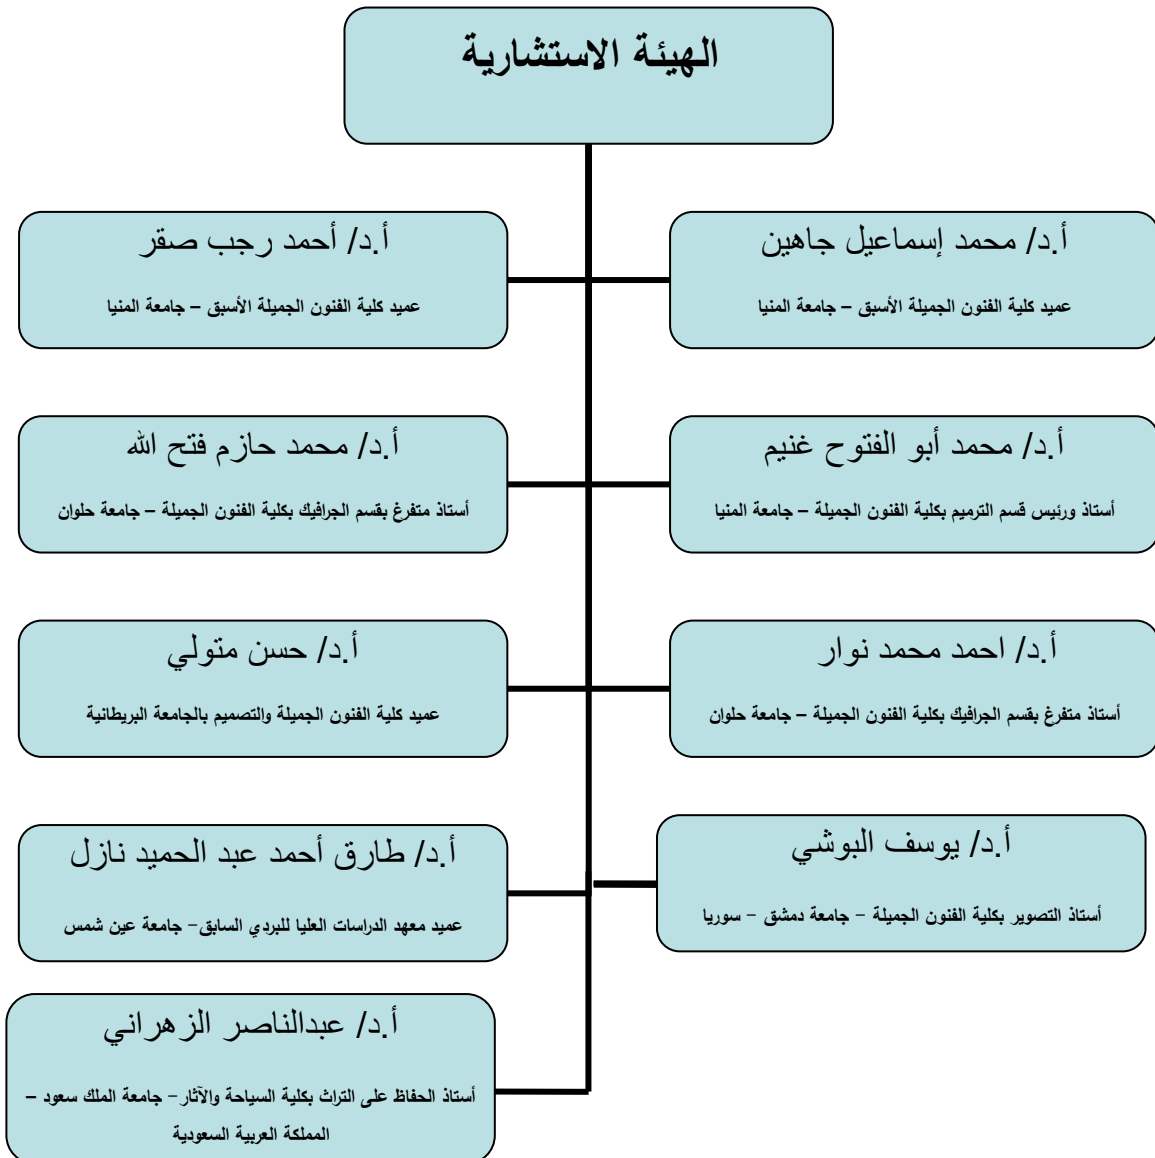 الهيئة الاستشارية
أ.د/ محمد إسماعيل جاهين
عميد كلية الفنون الجميلة الأسبق – جامعة المنيا
أ.د/ أحمد رجب صقر
عميد كلية الفنون الجميلة الأسبق – جامعة المنيا
أ.د/ محمد أبو الفتوح غنيم
أستاذ ورئيس قسم الترميم بكلية الفنون الجميلة – جامعة المنيا
أ.د/ محمد حازم فتح الله
أستاذ متفرغ بقسم الجرافيك بكلية الفنون الجميلة – جامعة حلوان
أ.د/ احمد محمد نوار
أستاذ متفرغ بقسم الجرافيك بكلية الفنون الجميلة – جامعة حلوان
أ.د/ حسن متولي
عميد كلية الفنون الجميلة والتصميم بالجامعة البريطانية
أ.د/ يوسف البوشي
أستاذ التصوير بكلية الفنون الجميلة - جامعة دمشق - سوريا
أ.د/ طارق أحمد عبد الحميد نازل
عميد معهد الدراسات العليا للبردي السابق- جامعة عين شمس
أ.د/ عبدالناصر الزهراني
أستاذ الحفاظ على التراث بكلية السياحة والآثار- جامعة الملك سعود –
المملكة العربية السعودية